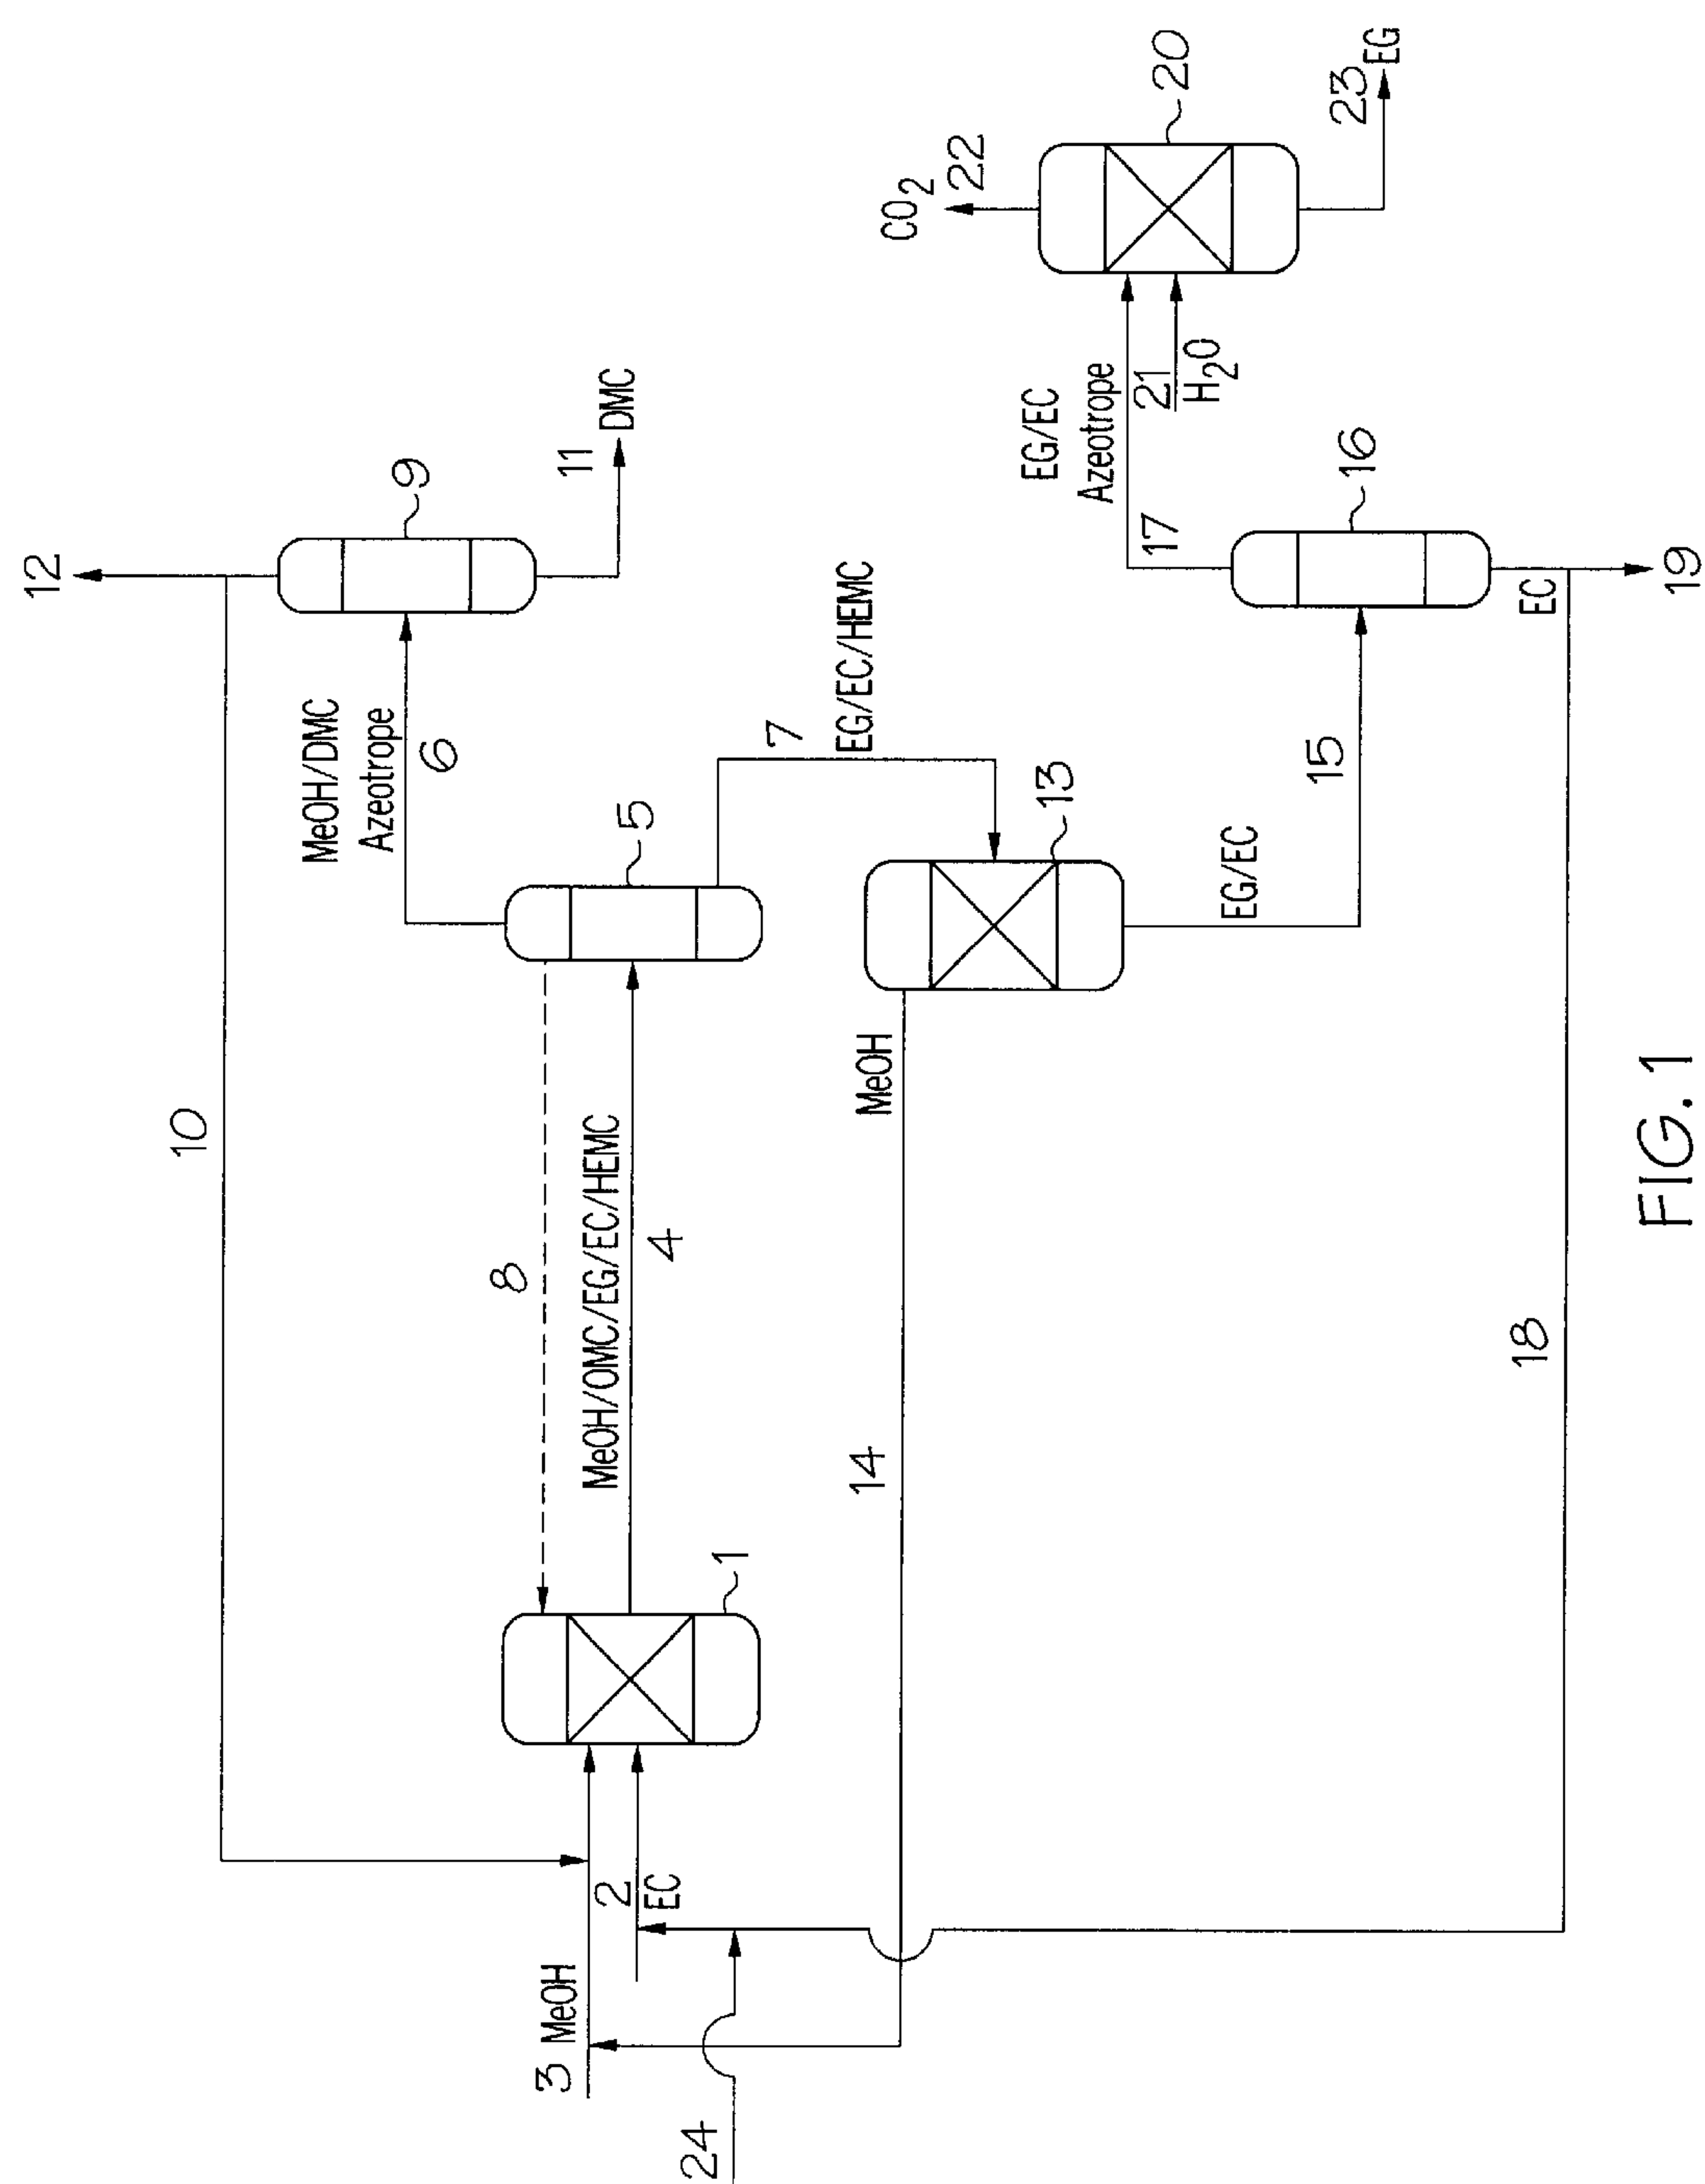 12
10
9
11
DMC
MeOH/DMC
Azeotrope
6
8
5
MeOH/OMC/EG/EC/HEMC
4
7
EG/EC/HEMC
1
3 MeOH
2
EC
24
14
MeOH
13
EG/EC
15
CO2
22
20
23
EG
EG/EC
Azeotrope
21
H2O
17
16
EC
19
18
FIG. 1